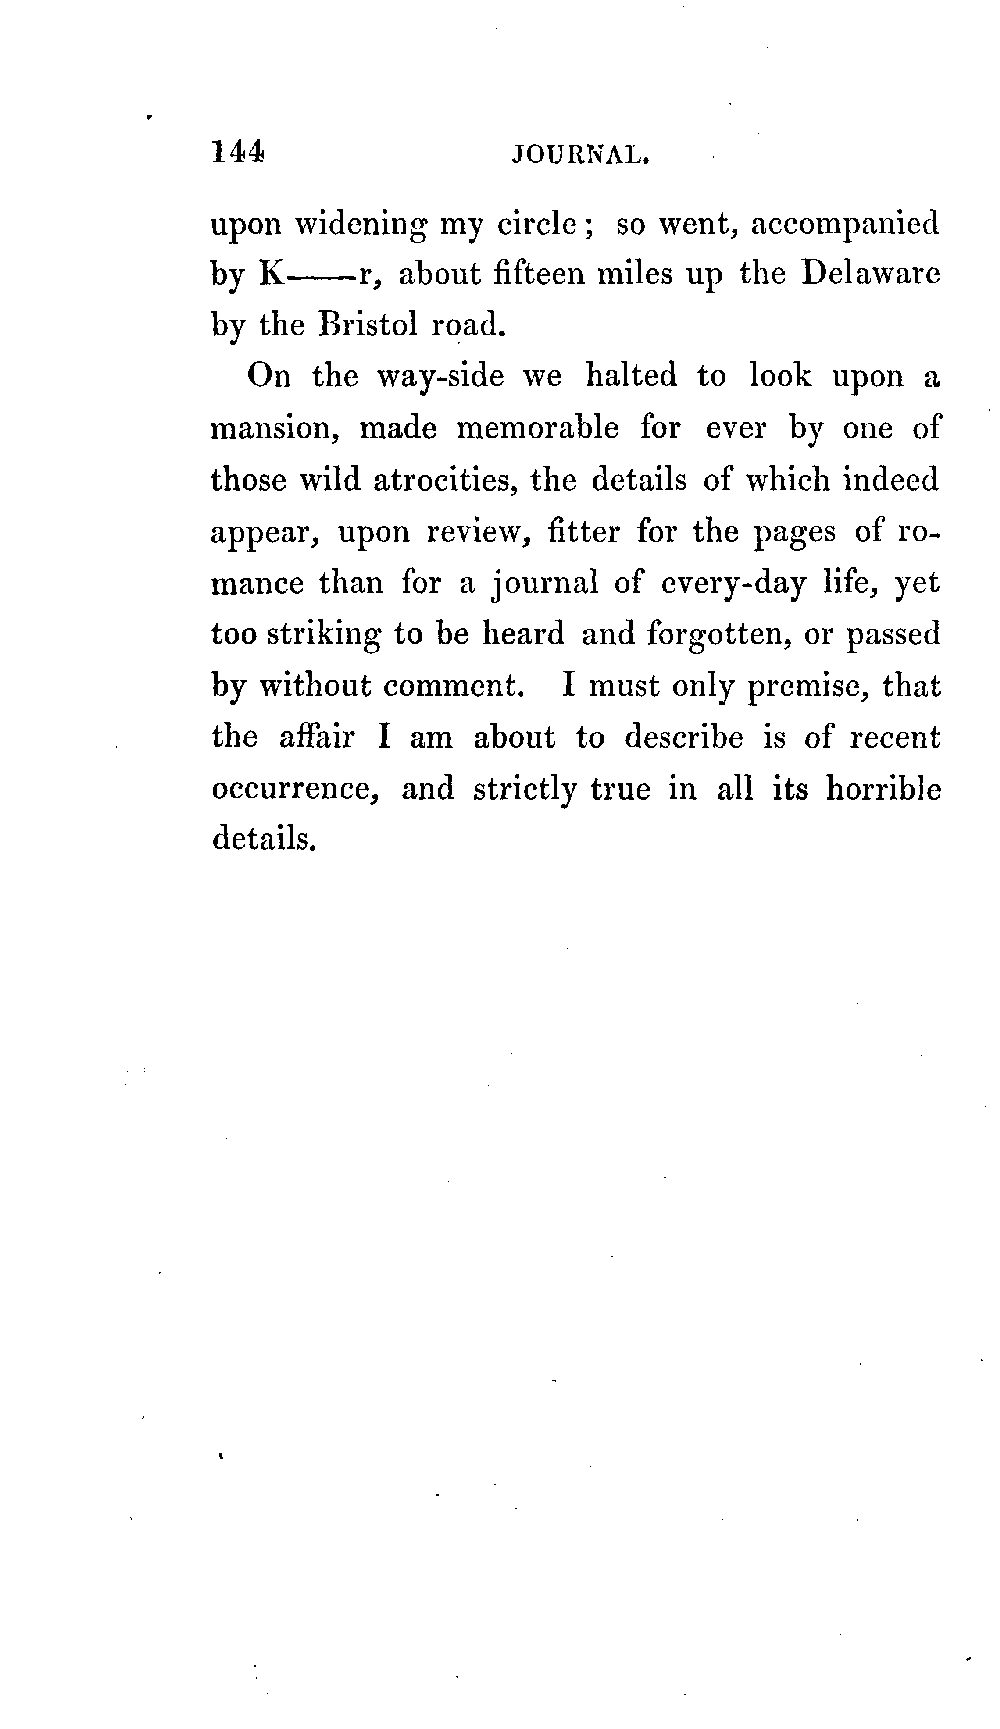 144 JOURNAL.
upon widening my circle ; so went, accompanied
by K——r, about fifteen miles up the Delaware
by the Bristol road.
On the way-side we halted to look upon a
mansion, made memorable for ever by one of
those wild atrocities, the details of which indeed
appear, upon review, fitter for the pages of ro-
mance than for a journal of every-day life, yet
too striking to be heard and forgotten, or passed
by without comment. I must only premise, that
the affair I am about to describe is of recent
occurrence, and strictly true in all its horrible
details.